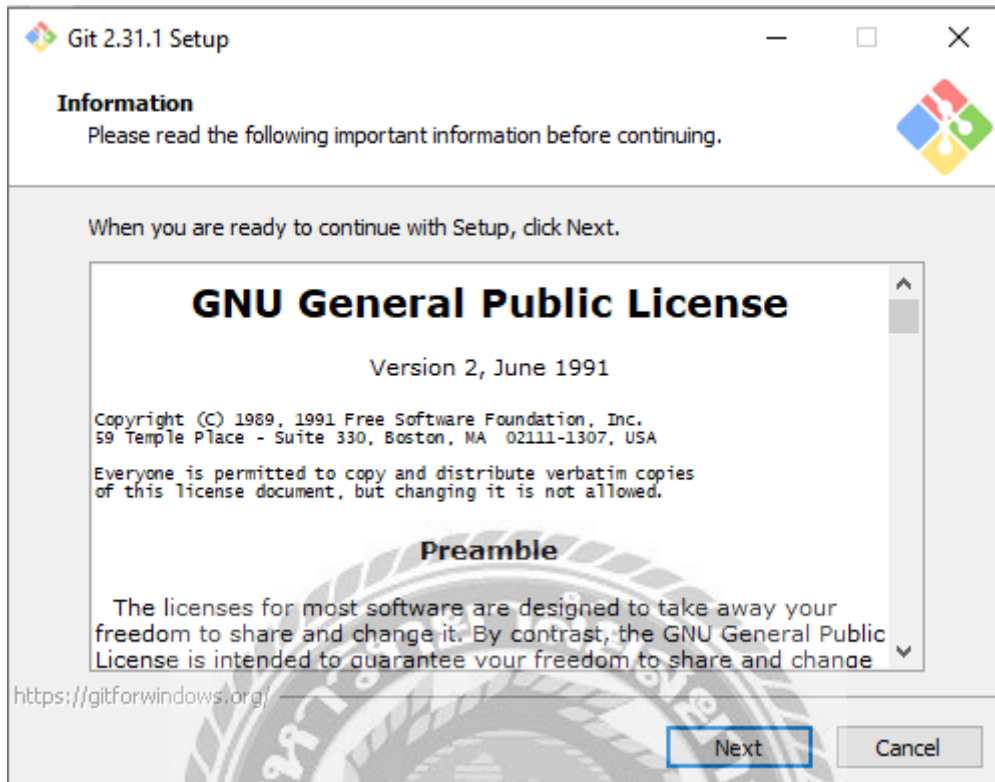 Git 2.31.1 Setup
Information
Please read the following important information before continuing.
When you are ready to continue with Setup, click Next.
GNU General Public License
Version 2, June 1991
Copyright (C) 1989, 1991 Free Software Foundation, Inc.
59 Temple Place - Suite 330, Boston, MA  02111-1307, USA
Everyone is permitted to copy and distribute verbatim copies
of this license document, but changing it is not allowed.
Preamble
The licenses for most software are designed to take away your
freedom to share and change it. By contrast, the GNU General Public
License is intended to guarantee your freedom to share and change
https://gitforwindows.org/
Next
Cancel